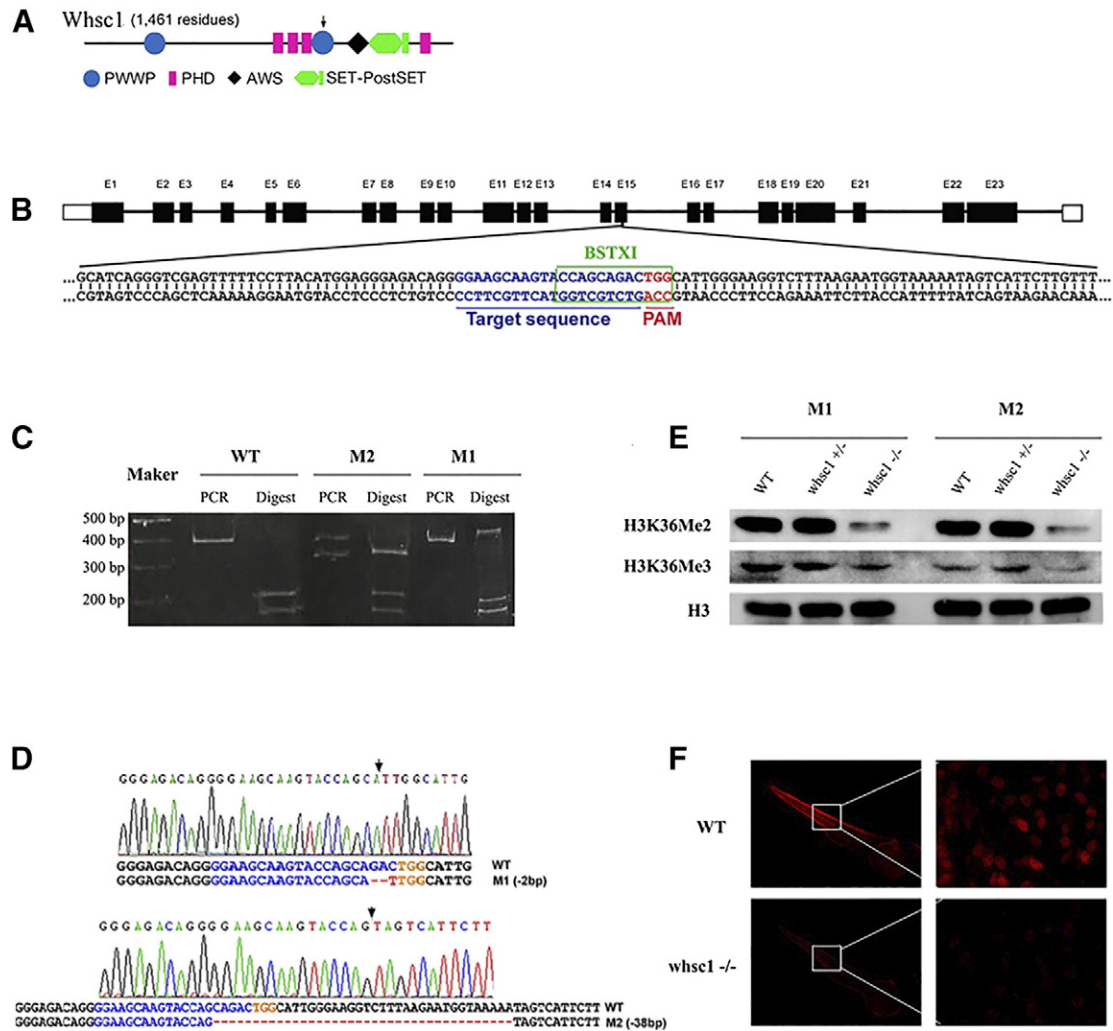 A
Whsc1 (1,461 residues)
PWWP PHD AWS SET-PostSET
B
E1 E2 E3 E4 E5 E6 E7 E8 E9 E10 E11 E12 E13 E14 E15 E16 E17 E18 E19 E20 E21 E22 E23
BSTXI
...GCATCAGGGTCGAGTTTTTCCTTACATGGAGGGAGACAGGGGAAGCAAGTACCAGCAGACTGGCATTGGGAAGGTCTTTAAGAATGGTAAAAATAGTCATTCTTGTTT...
...CGTAGTCCCAGCTCAAAAAGGAATGTACCTCCCTCTGTCCCCTTCGTTCATGGTCGTCTGACCGTAACCCTTCCAGAAATTCTTACCATTTTTATCAGTAAGAACAAA...
Target sequence PAM
C
Maker WT M2 M1
PCR Digest PCR Digest PCR Digest
500 bp
400 bp
300 bp
200 bp
E
M1 M2
WT whsc1 +/- whsc1 -/- WT whsc1 +/- whsc1 -/-
H3K36Me2
H3K36Me3
H3
D
GGGAGACAGGGGAAGCAAGTACCAGCATTGGCATTG
GGGAGACAGGGGAAGCAAGTACCAGCAGACTGGCATTG WT
GGGAGACAGGGGAAGCAAGTACCAGCA--TTGGCATTG M1 (-2bp)
GGGAGACAGGGGAAGCAAGTACCAGTAGTCATTCTT
GGGAGACAGGGGAAGCAAGTACCAGCAGACTGGCATTGGGAAGGTCTTTAAGAATGGTAAAAATAGTCATTCTT WT
GGGAGACAGGGGAAGCAAGTACCAG--------------------------------------TAGTCATTCTT M2 (-38bp)
F
WT
whsc1 -/-